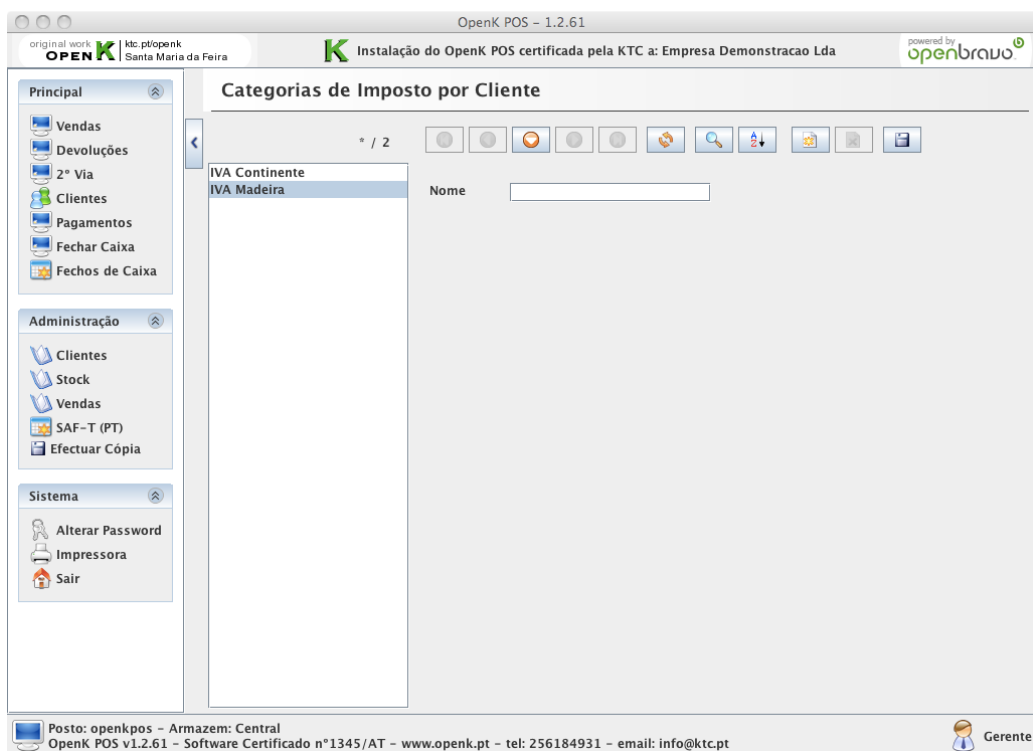 OpenK POS – 1.2.61
original work
OPEN K
ktc.pt/openk
Santa Maria da Feira
Instalação do OpenK POS certificada pela KTC a: Empresa Demonstracao Lda
powered by
openbravo
Principal
Vendas
Devoluções
2º Via
Clientes
Pagamentos
Fechar Caixa
Fechos de Caixa
Administração
Clientes
Stock
Vendas
SAF-T (PT)
Efectuar Cópia
Sistema
Alterar Password
Impressora
Sair
Categorias de Imposto por Cliente
* / 2
IVA Continente
IVA Madeira
Nome
Posto: openkpos – Armazem: Central
OpenK POS v1.2.61 – Software Certificado nº1345/AT – www.openk.pt – tel: 256184931 – email: info@ktc.pt
Gerente